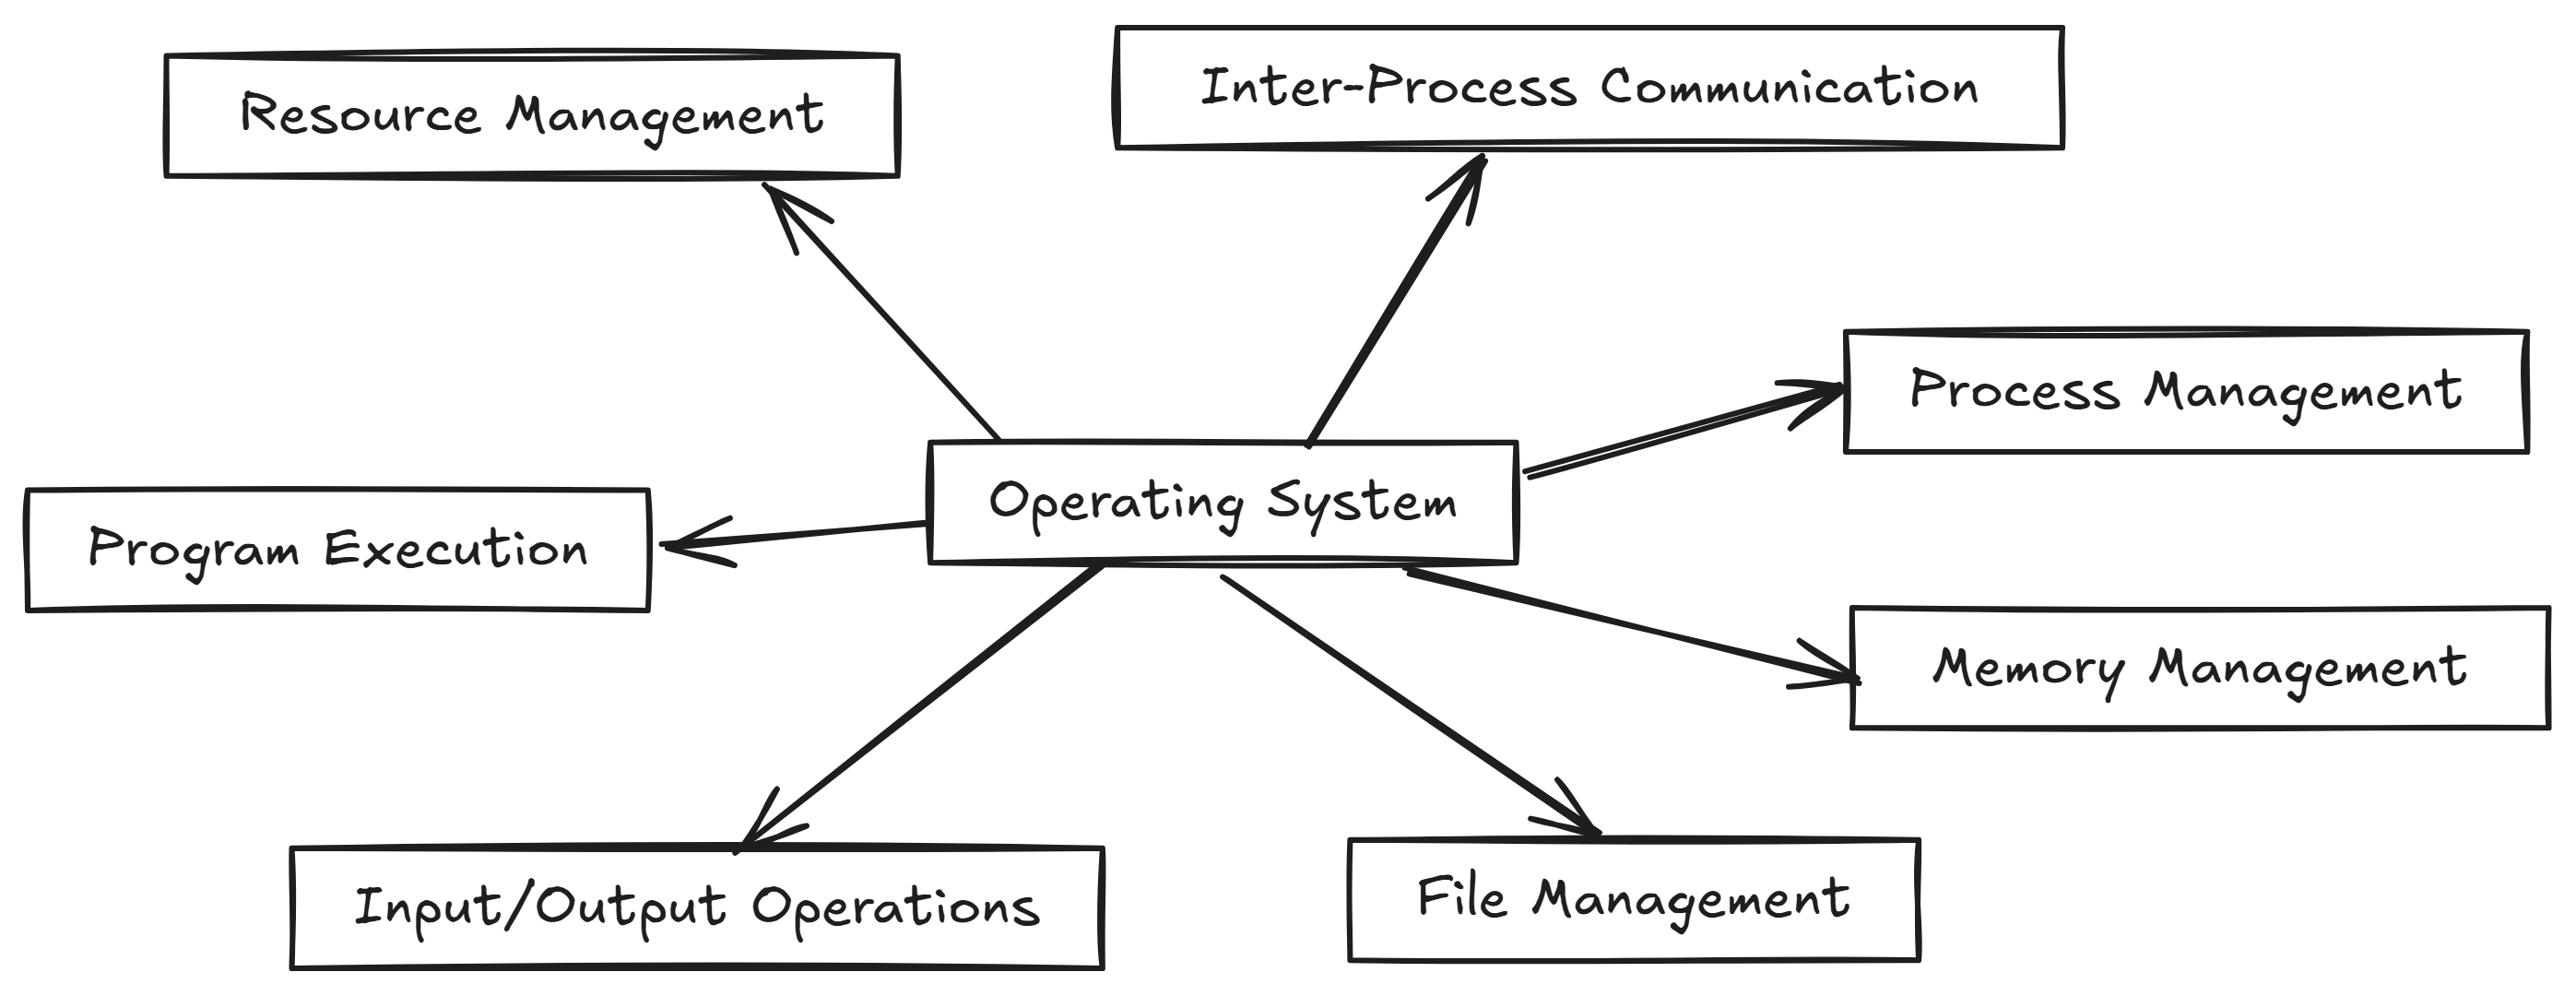 Resource Management
Inter-Process Communication
Process Management
Operating System
Program Execution
Memory Management
Input/Output Operations
File Management